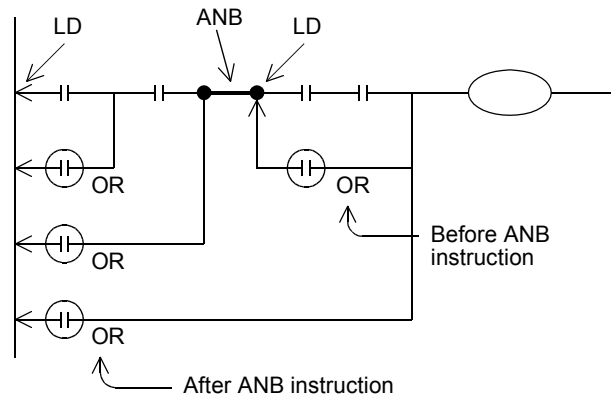 ANB
LD
LD
OR
OR
OR
Before ANB
instruction
OR
After ANB instruction